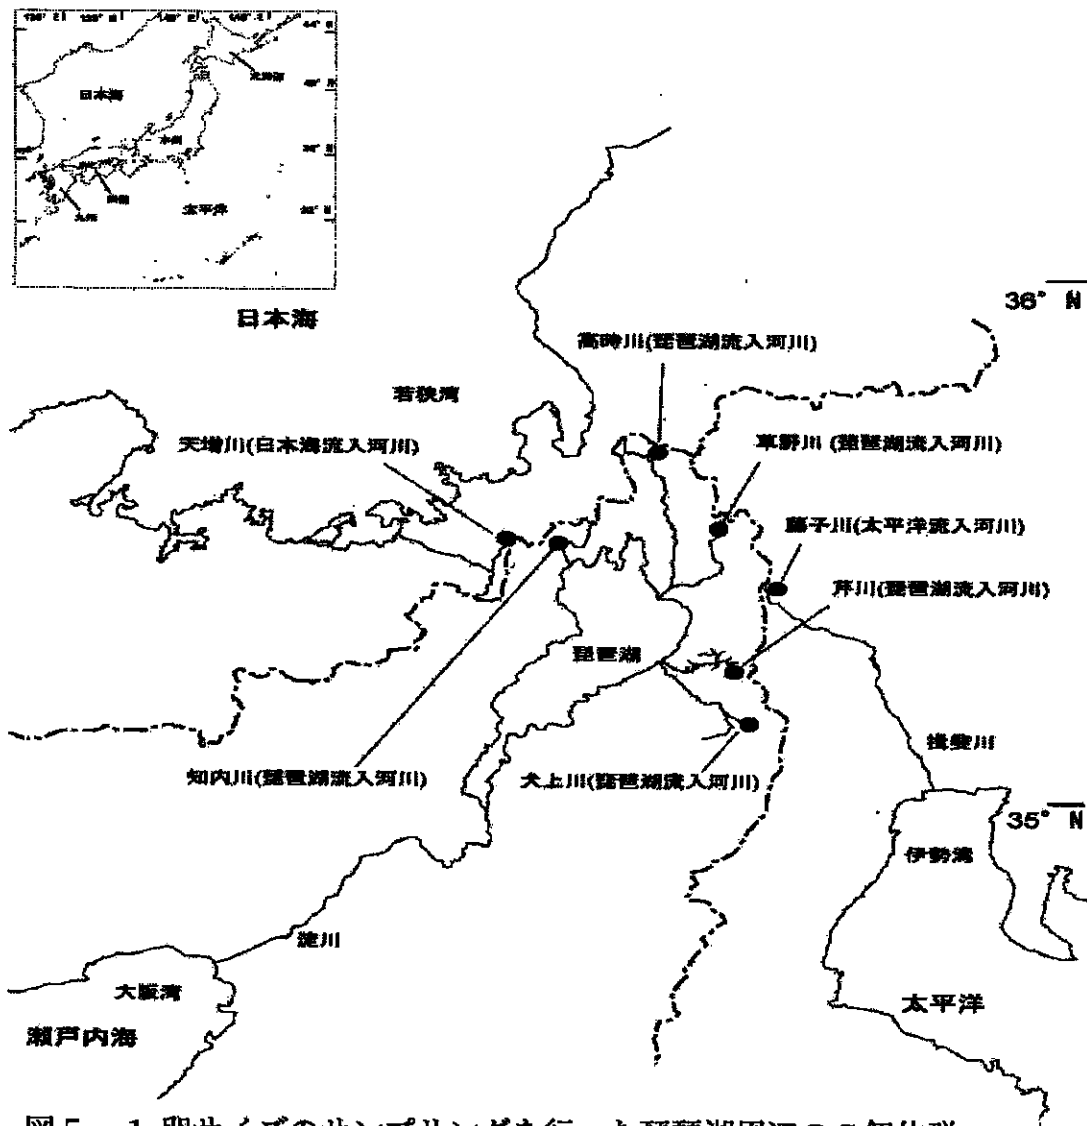 日本海
本州
九州
太平洋
日本海
36° N
高時川(琵琶湖流入河川)
若狭湾
天増川(日本海流入河川)
草野川 (琵琶湖流入河川)
藤子川(太平洋流入河川)
芹川(琵琶湖流入河川)
琵琶湖
揖斐川
知内川(琵琶湖流入河川)
犬上川(琵琶湖流入河川)
35° N
伊勢湾
淀川
大阪湾
太平洋
瀬戸内海